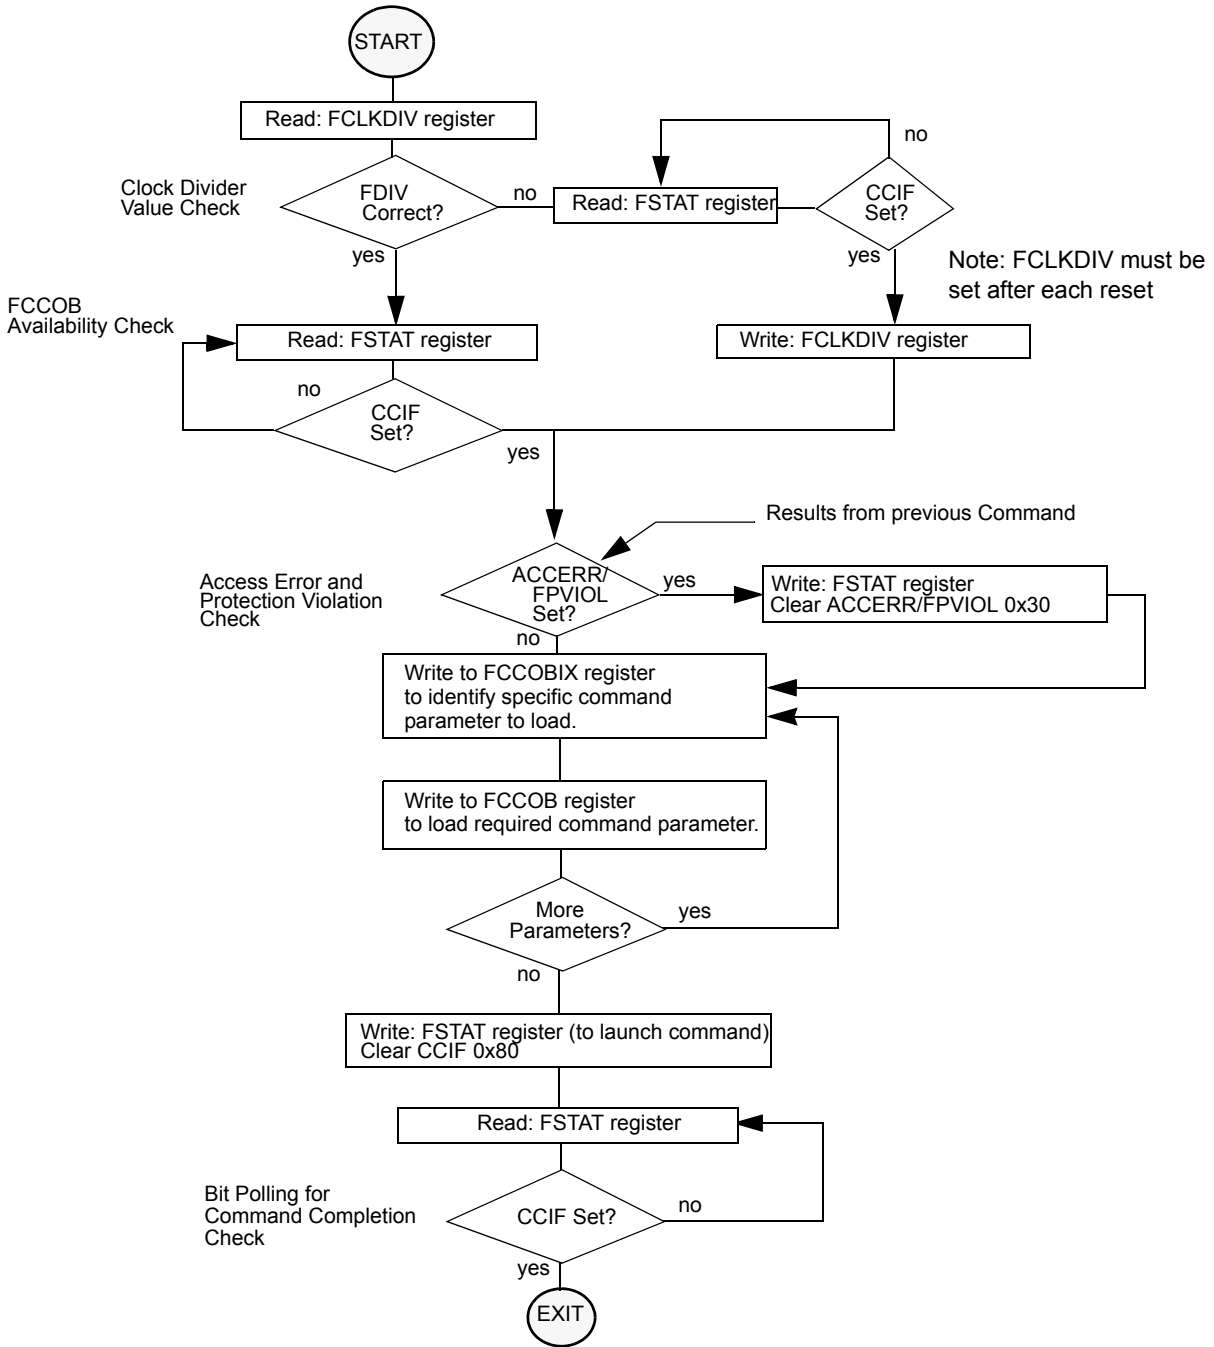 START
Read: FCLKDIV register
Clock Divider
Value Check
FDIV
Correct?
no
Read: FSTAT register
CCIF
Set?
no
yes
yes
Note: FCLKDIV must be
set after each reset
FCCOB
Availability Check
Read: FSTAT register
Write: FCLKDIV register
no
CCIF
Set?
yes
Results from previous Command
Access Error and
Protection Violation
Check
ACCERR/
FPVIOL
Set?
yes
Write: FSTAT register
Clear ACCERR/FPVIOL 0x30
no
Write to FCCOBIX register
to identify specific command
parameter to load.
Write to FCCOB register
to load required command parameter.
More
Parameters?
yes
no
Write: FSTAT register (to launch command)
Clear CCIF 0x80
Read: FSTAT register
Bit Polling for
Command Completion
Check
CCIF Set?
no
yes
EXIT